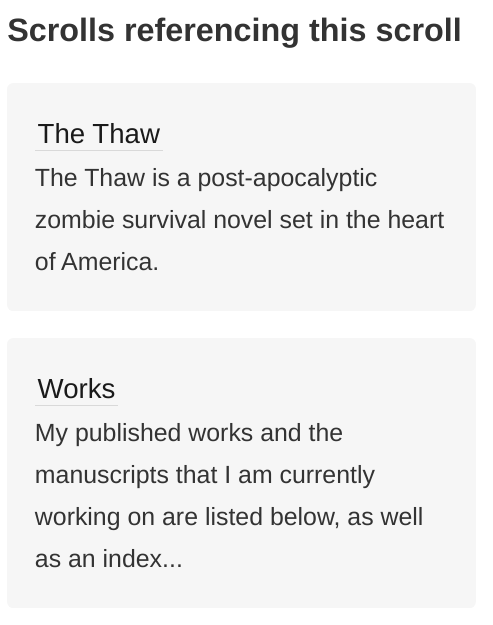 Scrolls referencing this scroll
The Thaw
The Thaw is a post-apocalyptic
zombie survival novel set in the heart
of America.
Works
My published works and the
manuscripts that I am currently
working on are listed below, as well
as an index...